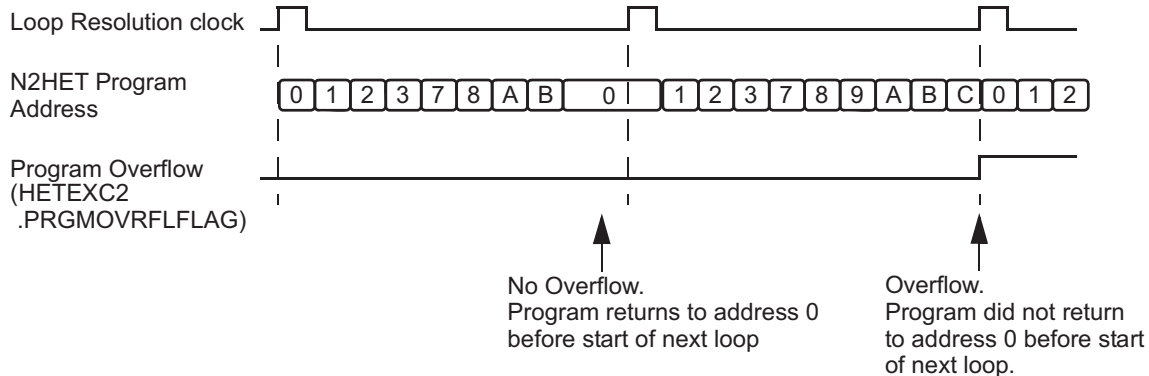 Loop Resolution clock
N2HET Program
Address
0 1 2 3 7 8 A B 0 1 2 3 7 8 9 A B C 0 1 2
Program Overflow
(HETEXC2
.PRGMOVRFLFLAG)
No Overflow.
Program returns to address 0
before start of next loop
Overflow.
Program did not return
to address 0 before start
of next loop.